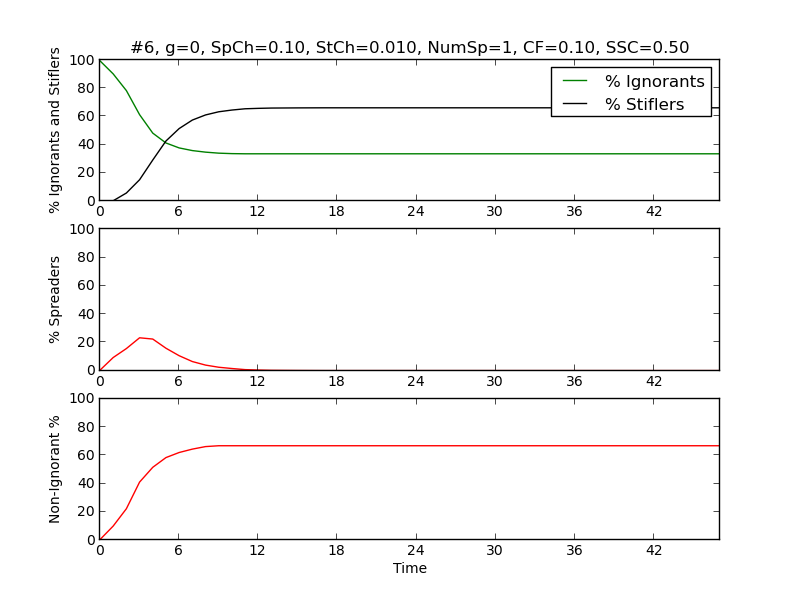 #6, g=0, SpCh=0.10, StCh=0.010, NumSp=1, CF=0.10, SSC=0.50
% Ignorants and Stiflers
100
80
60
40
20
0
% Ignorants
% Stiflers
0 6 12 18 24 30 36 42
% Spreaders
100
80
60
40
20
0
0 6 12 18 24 30 36 42
Non-Ignorant %
100
80
60
40
20
0
0 6 12 18 24 30 36 42
Time